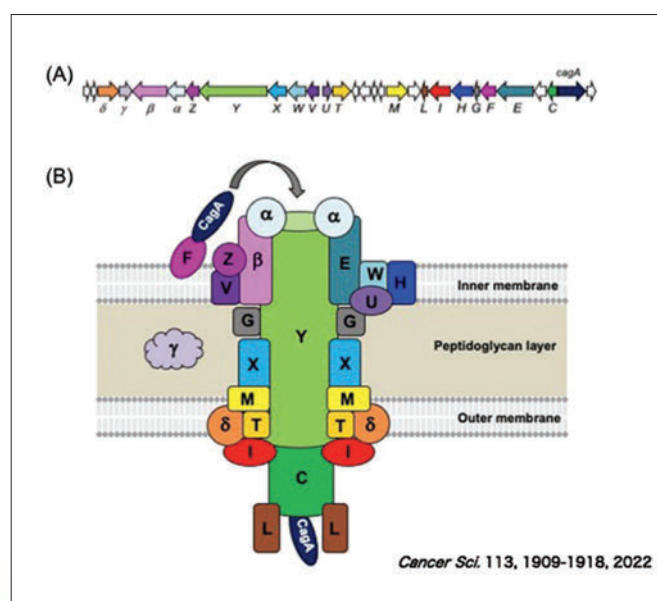 (A)
cagA
δ γ β α Z Y X W V U T M L I H G F E C
(B)
CagA
α α
F Z β E W H
V U
Inner membrane
G Y G
γ X X
Peptidoglycan layer
M M
δ T T δ
Outer membrane
I I
C
L CagA L
Cancer Sci. 113, 1909-1918, 2022